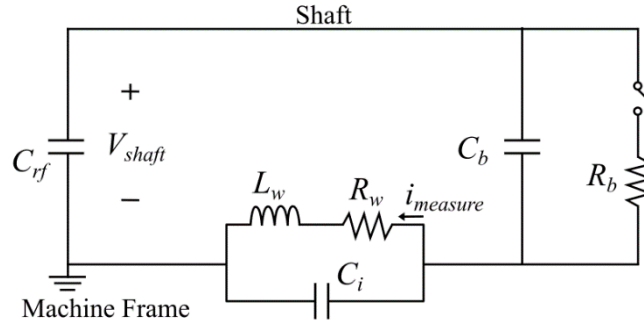 Shaft
+
C_rf
V_shaft
−
L_w
R_w
i_measure
C_i
C_b
R_b
Machine Frame